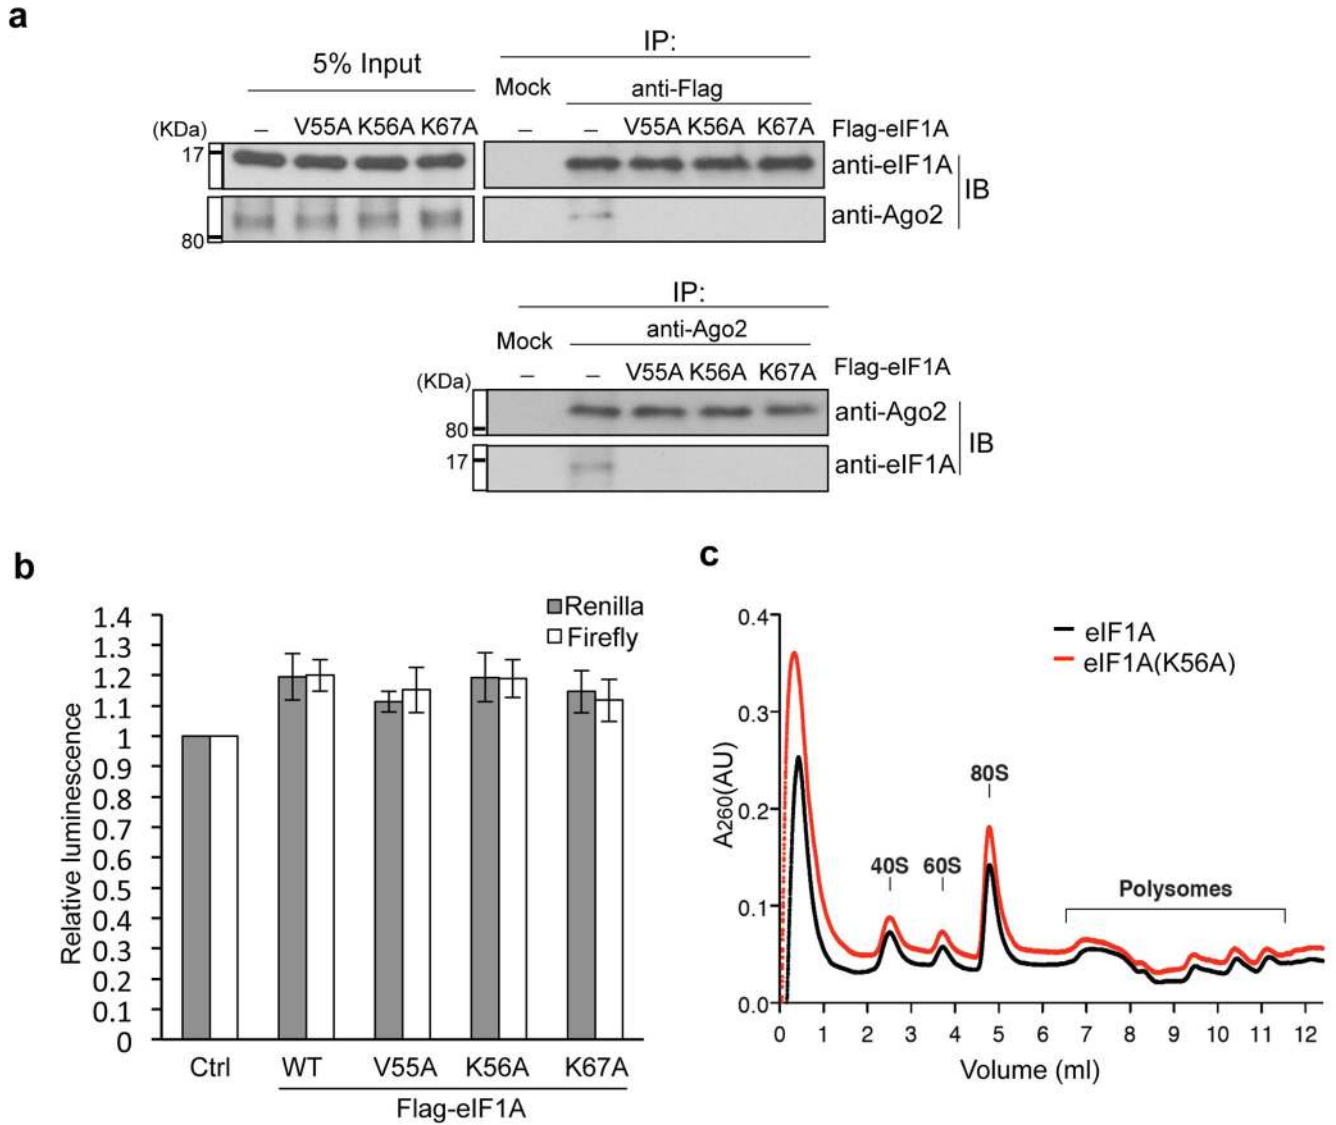 a
IP:
5% Input
Mock
anti-Flag
(KDa)
– V55A K56A K67A – – V55A K56A K67A Flag-eIF1A
17
anti-eIF1A
IB
anti-Ago2
80
IP:
anti-Ago2
Mock
– – V55A K56A K67A Flag-eIF1A
(KDa)
anti-Ago2
80
IB
17
anti-eIF1A
b
Renilla
Firefly
Relative luminescence
1.4
1.3
1.2
1.1
1
0.9
0.8
0.7
0.6
0.5
0.4
0.3
0.2
0.1
0
Ctrl WT V55A K56A K67A
Flag-eIF1A
c
eIF1A
eIF1A(K56A)
A260(AU)
0.4
0.3
0.2
0.1
0.0
40S
60S
80S
Polysomes
0 1 2 3 4 5 6 7 8 9 10 11 12
Volume (ml)